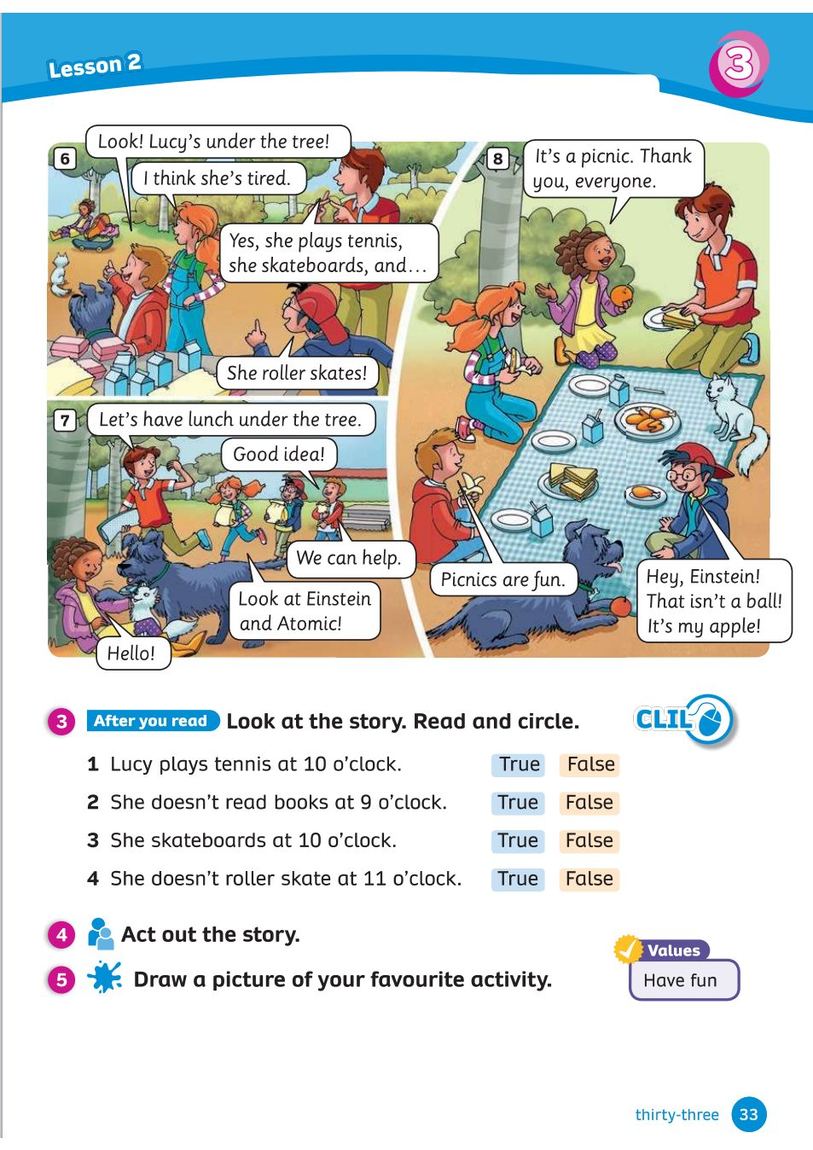 Lesson 2
3
6
Look! Lucy's under the tree!
I think she's tired.
Yes, she plays tennis,
she skateboards, and…
She roller skates!
7
Let's have lunch under the tree.
Good idea!
We can help.
Look at Einstein
and Atomic!
Hello!
8
It's a picnic. Thank
you, everyone.
Picnics are fun.
Hey, Einstein!
That isn't a ball!
It's my apple!
3 After you read Look at the story. Read and circle.
CLIL
1 Lucy plays tennis at 10 o'clock. True False
2 She doesn't read books at 9 o'clock. True False
3 She skateboards at 10 o'clock. True False
4 She doesn't roller skate at 11 o'clock. True False
4 Act out the story.
5 Draw a picture of your favourite activity.
Values
Have fun
thirty-three 33